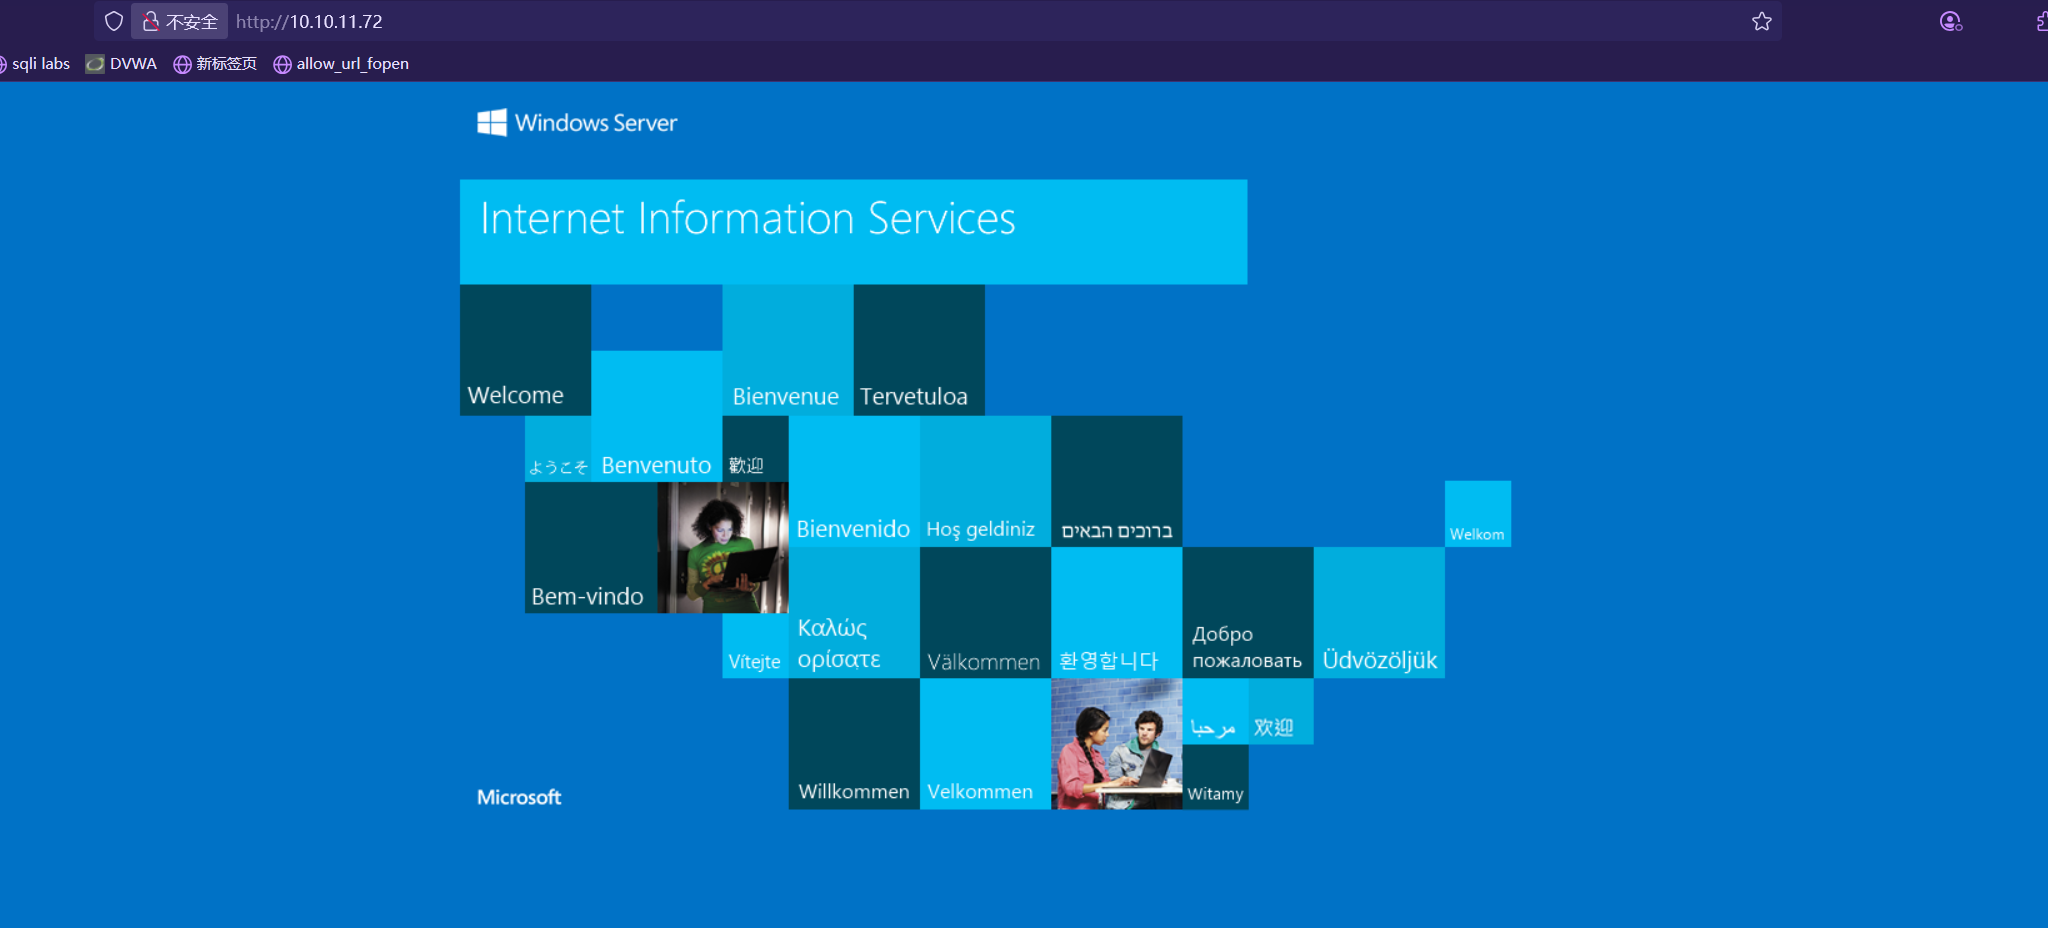 不安全 http://10.10.11.72
sqli labs DVWA 新标签页 allow_url_fopen
Windows Server
Internet Information Services
Welcome
Bienvenue
Tervetuloa
ようこそ
Benvenuto
歡迎
Bienvenido
Hoş geldiniz
ברוכים הבאים
Welkom
Bem-vindo
Vítejte
Καλώς
ορίσατε
Välkommen
환영합니다
Добро
пожаловать
Üdvözöljük
مرحبا
欢迎
Microsoft
Willkommen
Velkommen
Witamy